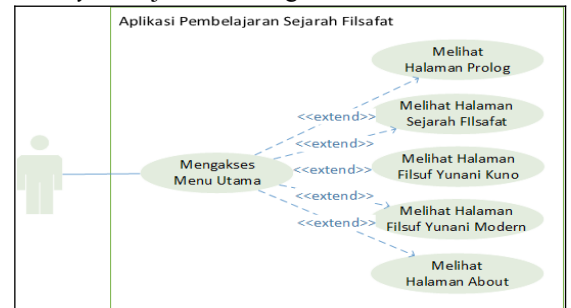 Aplikasi Pembelajaran Sejarah Filsafat
Melihat
Halaman Prolog
<<extend>>
Melihat Halaman
Sejarah FIlsafat
<<extend>>
Mengakses
Menu Utama
<<extend>>
Melihat Halaman
Filsuf Yunani Kuno
<<extend>>
Melihat Halaman
Filsuf Yunani Modern
<<extend>>
Melihat
Halaman About